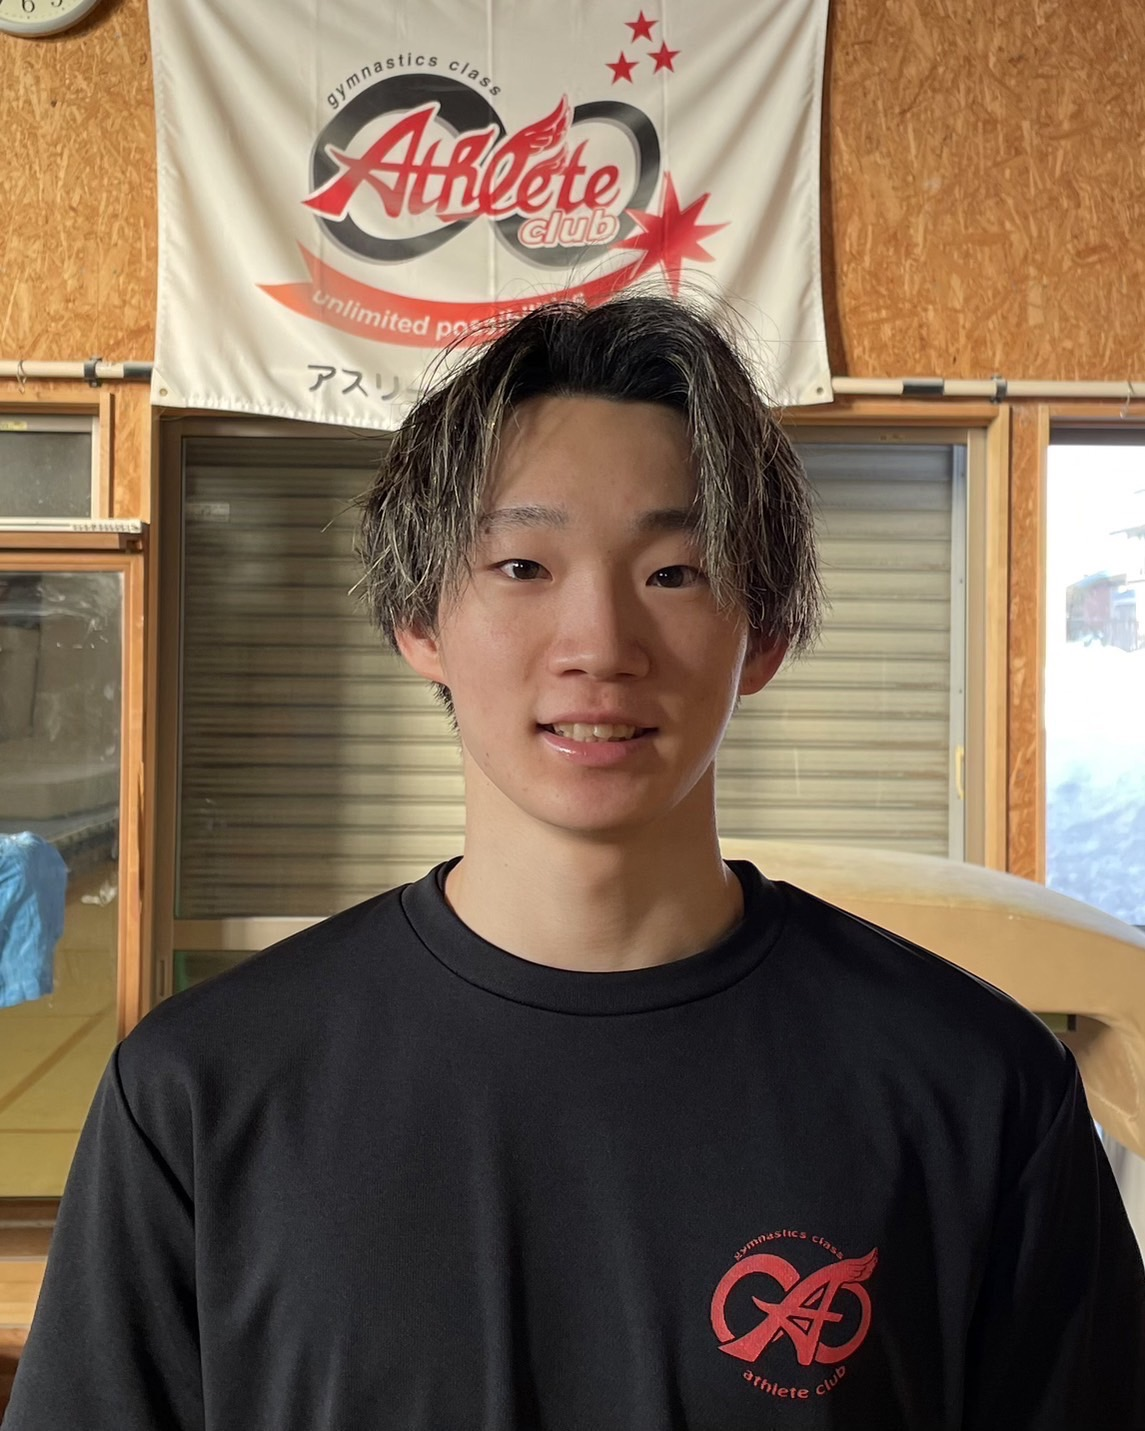 gymnastics class
Athlete
club
unlimited possibilities
アスリ
gymnastics class
athlete club